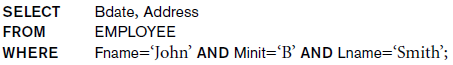 SELECT Bdate, Address
FROM EMPLOYEE
WHERE Fname=‘John’ AND Minit=‘B’ AND Lname=‘Smith’;